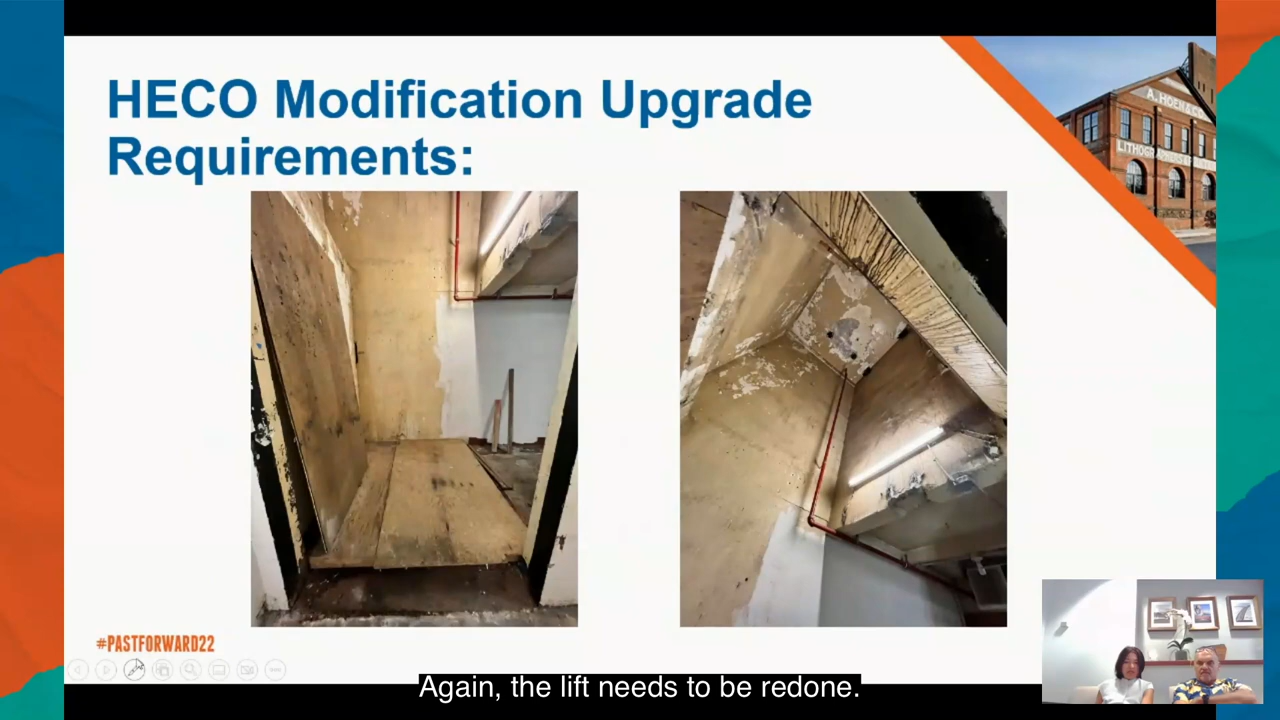 HECO Modification Upgrade
Requirements:
A. HOEN & CO
LITHOGRAPHERS &
#PASTFORWARD22
Again, the lift needs to be redone.